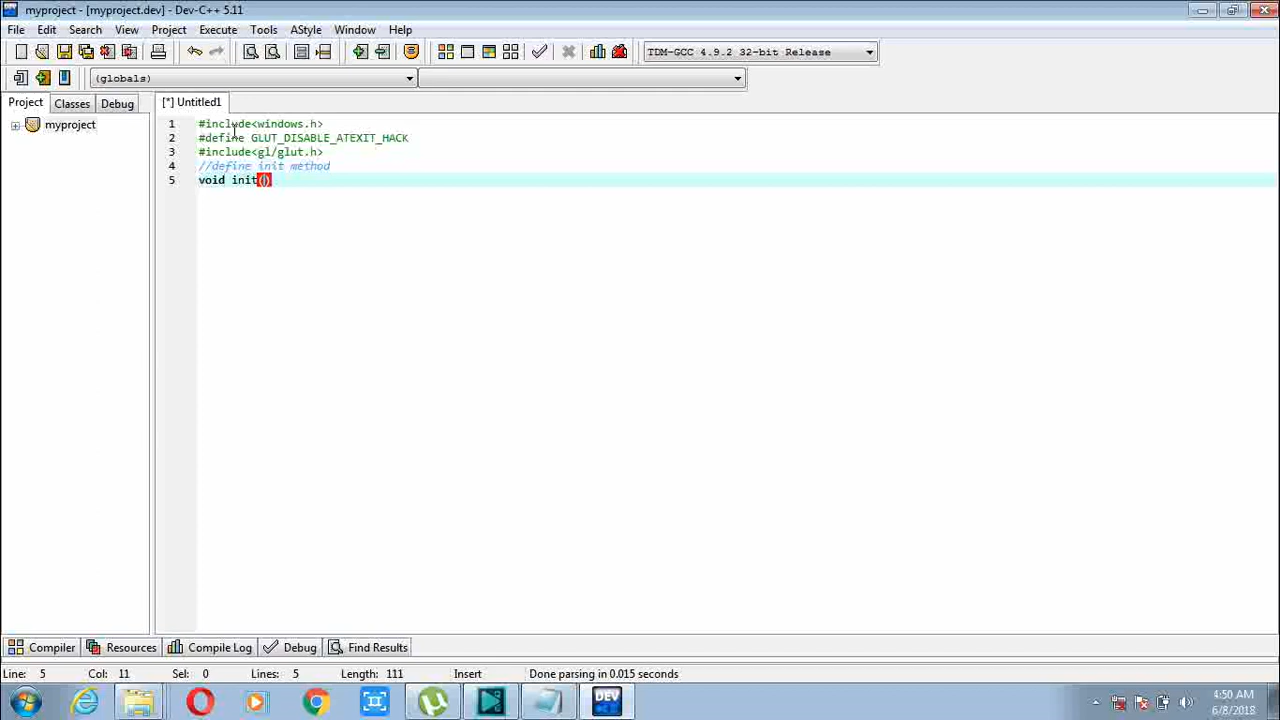 myproject - [myproject.dev] - Dev-C++ 5.11
File Edit Search View Project Execute Tools AStyle Window Help
TDM-GCC 4.9.2 32-bit Release
(globals)
Project Classes Debug [*] Untitled1
myproject
1 #include<windows.h>
2 #define GLUT_DISABLE_ATEXIT_HACK
3 #include<gl/glut.h>
4 //define init method
5 void init()
Compiler Resources Compile Log Debug Find Results
Line: 5 Col: 11 Sel: 0 Lines: 5 Length: 111 Insert Done parsing in 0.015 seconds
DEV
4:50 AM
6/8/2018